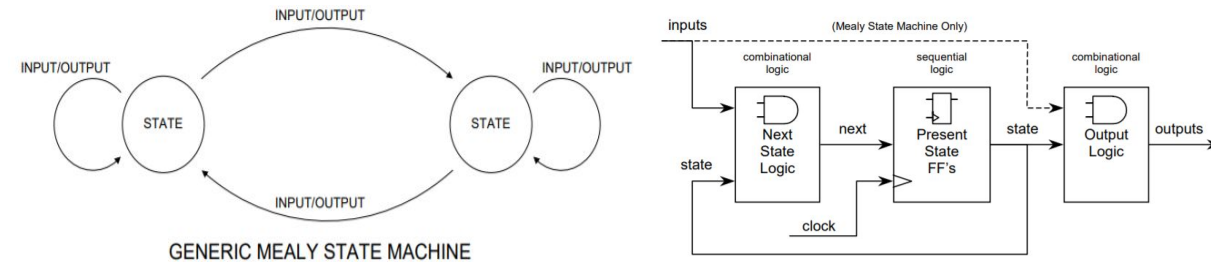 INPUT/OUTPUT
INPUT/OUTPUT
INPUT/OUTPUT
STATE
STATE
INPUT/OUTPUT
GENERIC MEALY STATE MACHINE
inputs
(Mealy State Machine Only)
combinational
logic
sequential
logic
combinational
logic
Next
State
Logic
next
Present
State
FF's
state
Output
Logic
outputs
state
clock